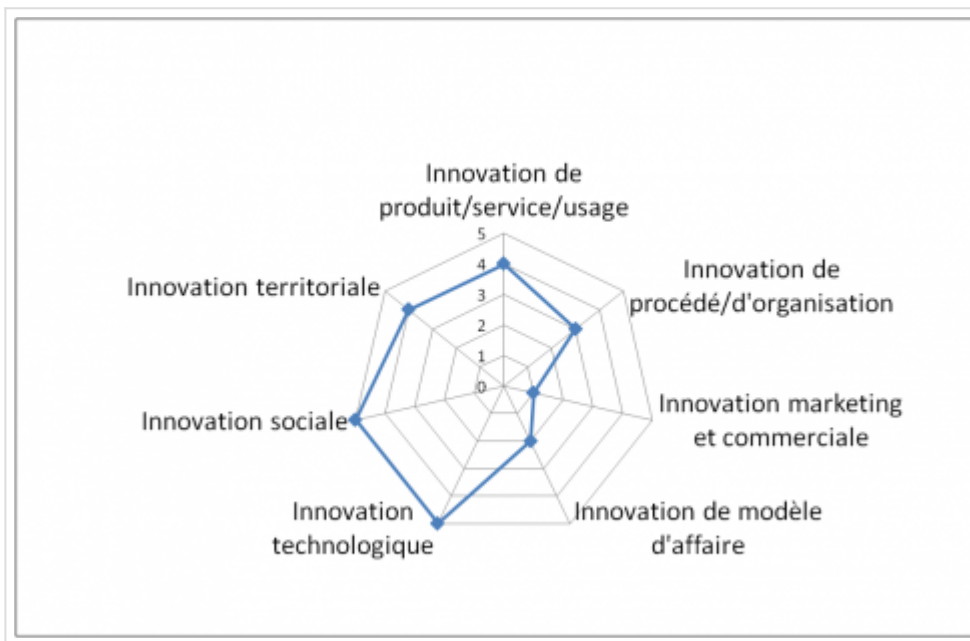 Innovation de
produit/service/usage
5
4
3
2
1
0
Innovation de
procédé/d'organisation
Innovation marketing
et commerciale
Innovation de modèle
d'affaire
Innovation
technologique
Innovation sociale
Innovation territoriale